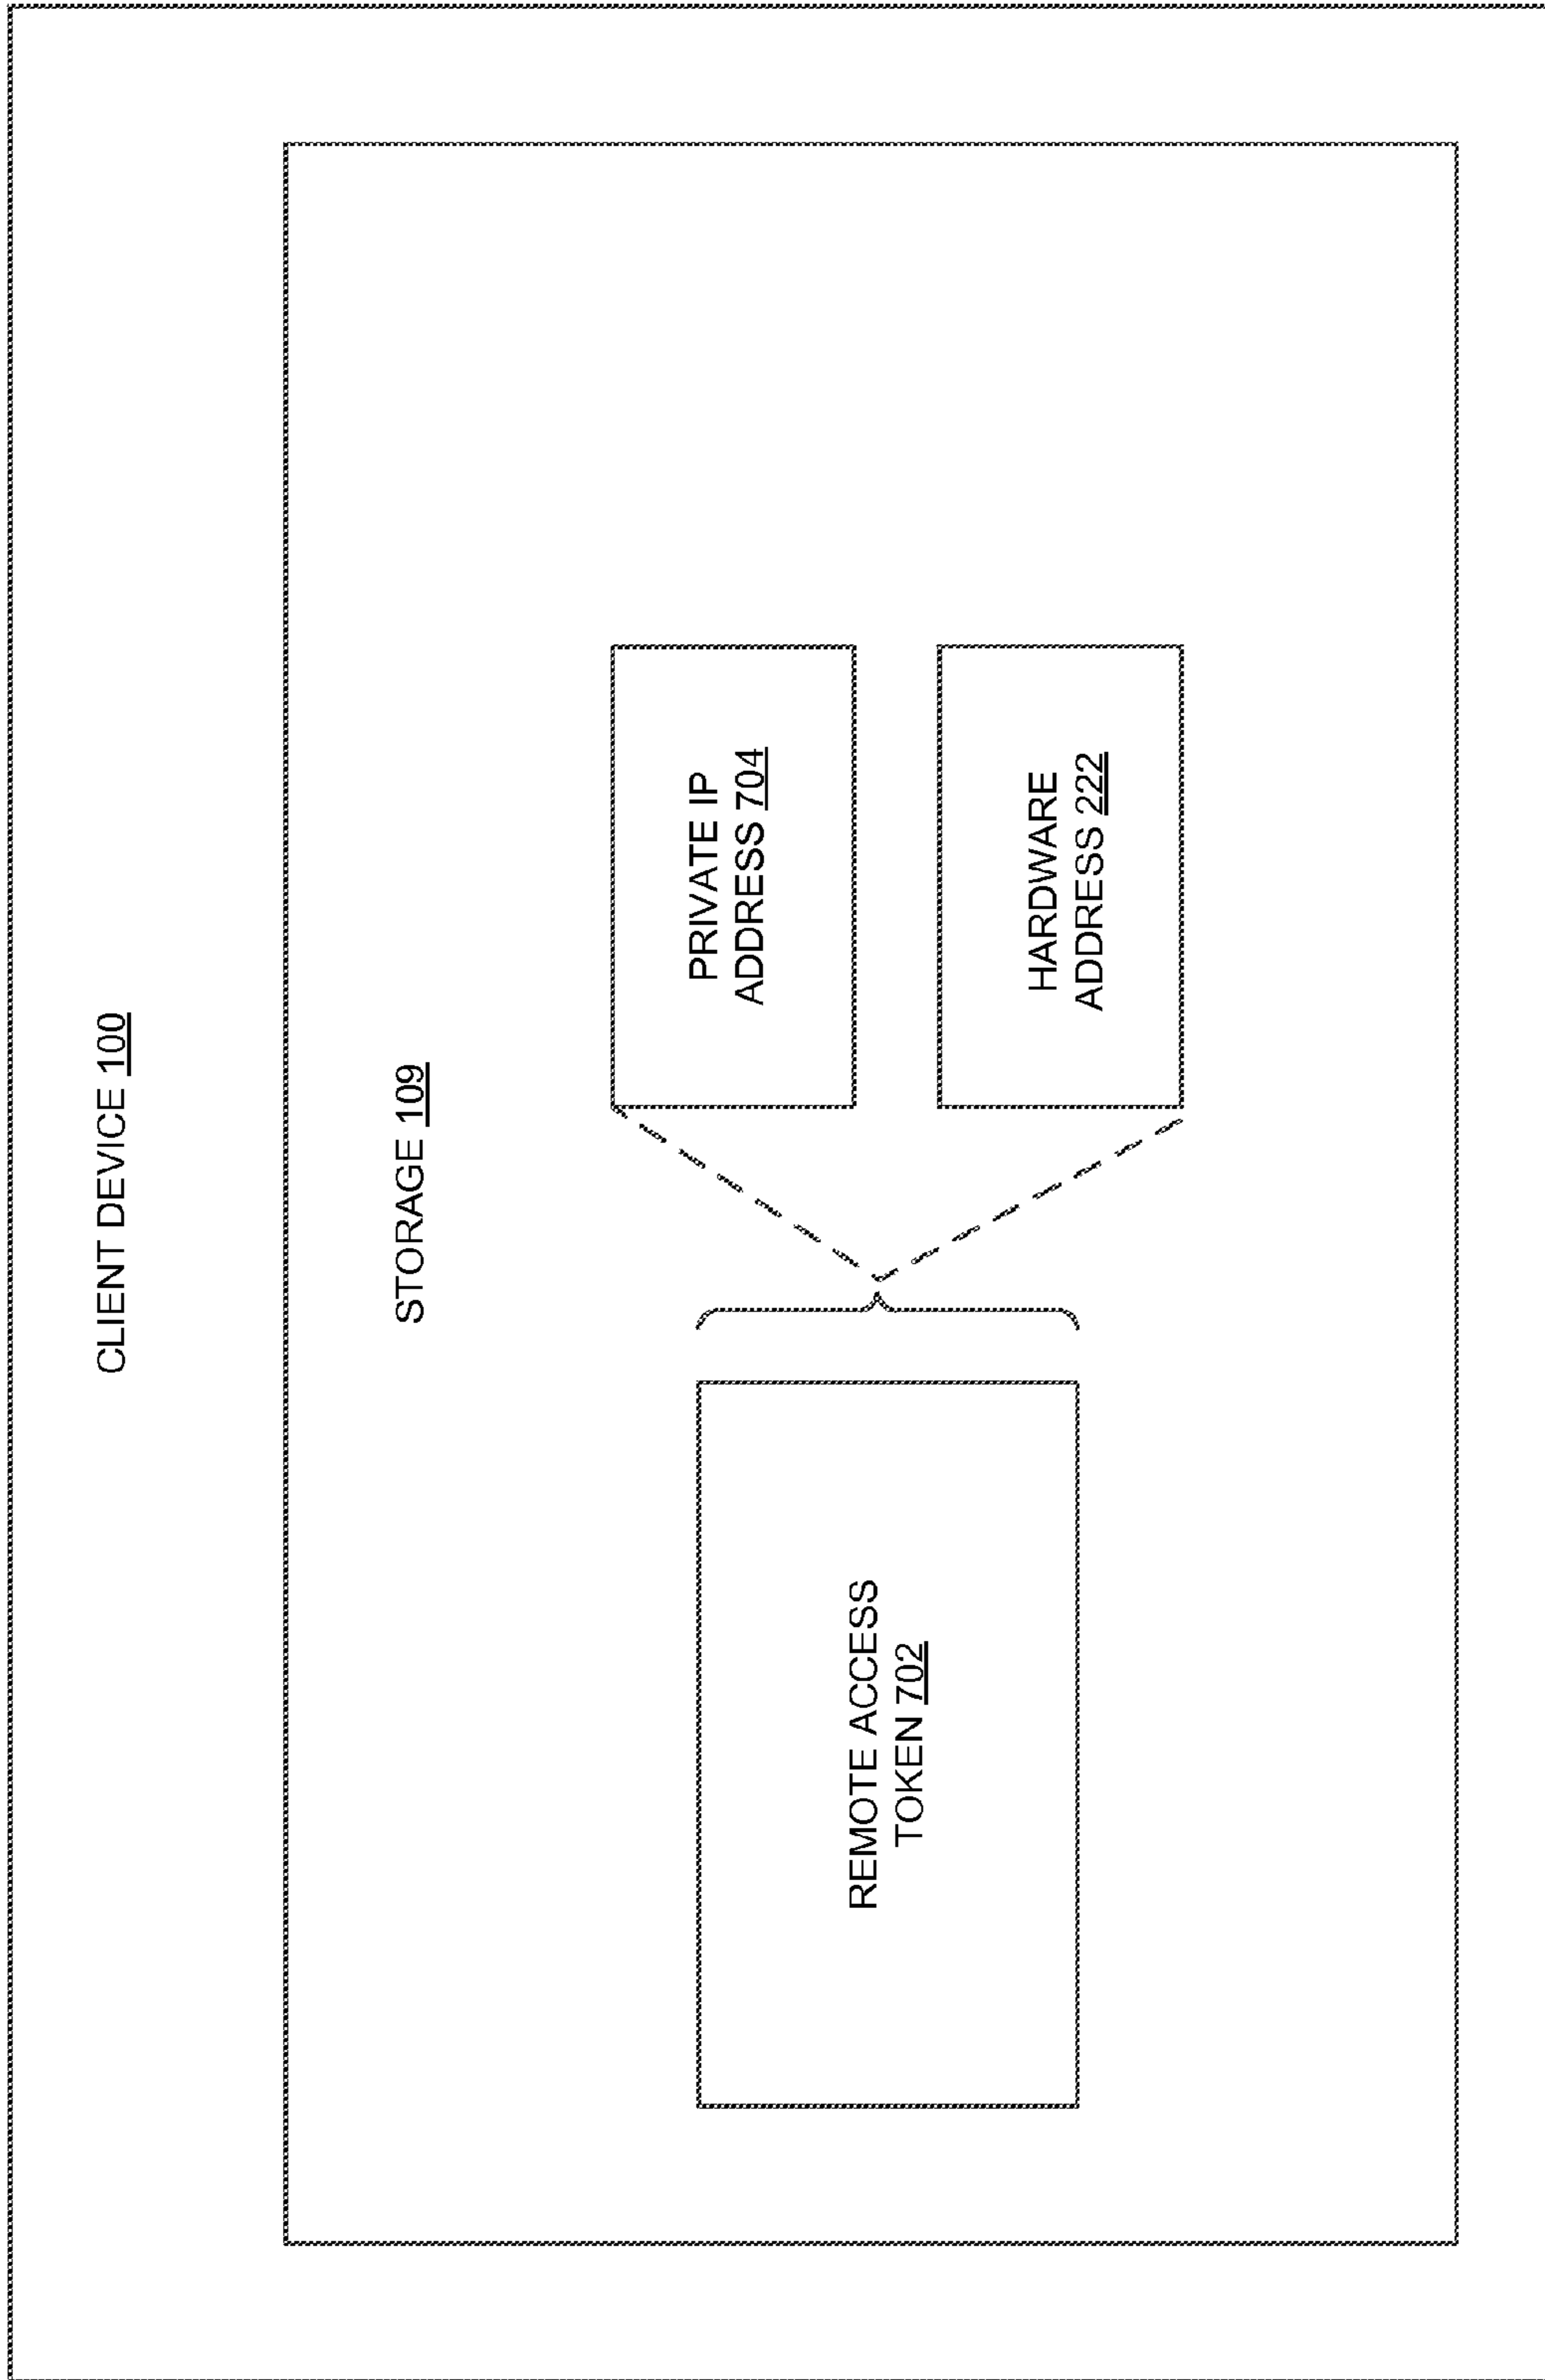 CLIENT DEVICE 100
STORAGE 109
REMOTE ACCESS
TOKEN 702
PRIVATE IP
ADDRESS 704
HARDWARE
ADDRESS 222